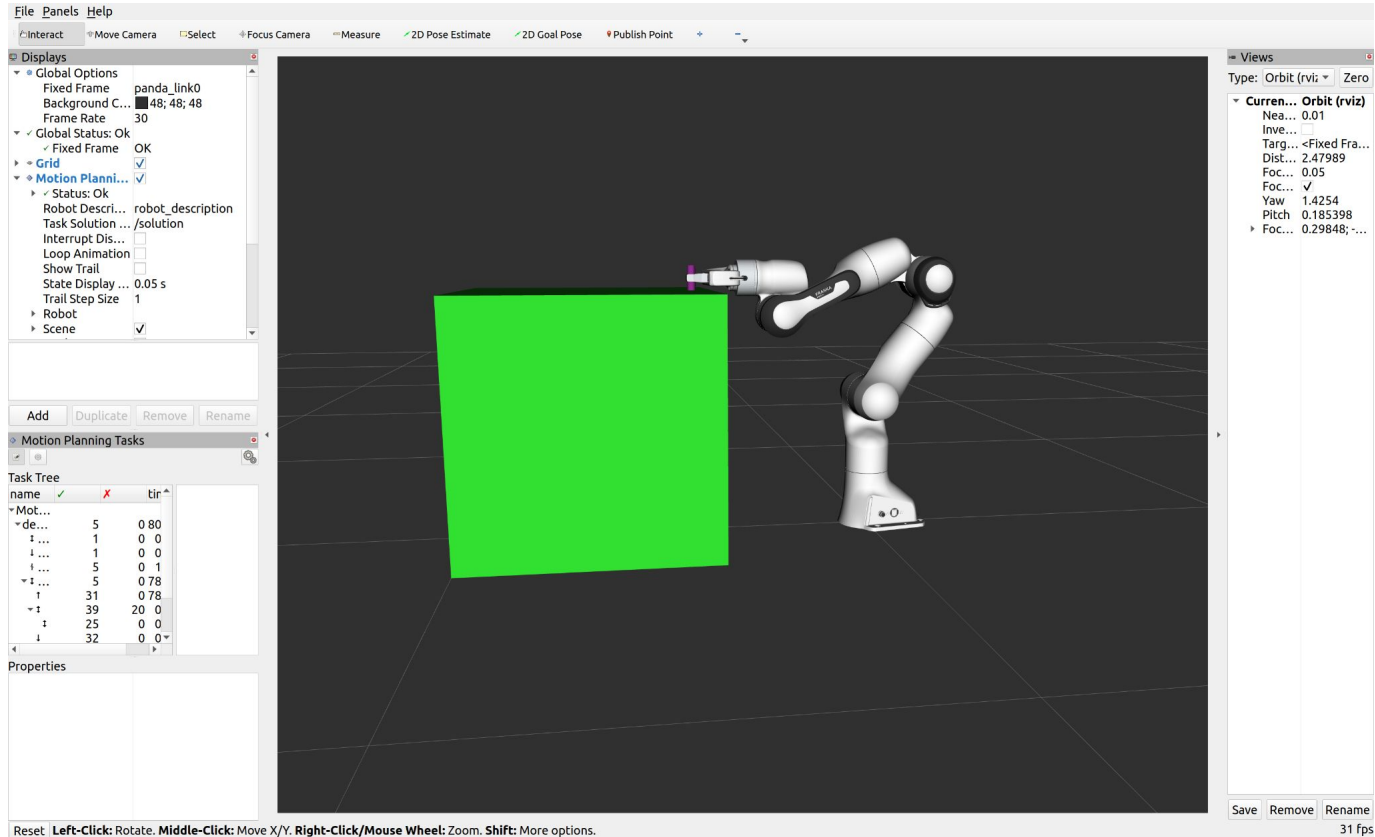 File Panels Help
Interact Move Camera Select Focus Camera Measure 2D Pose Estimate 2D Goal Pose Publish Point
Displays
Global Options
Fixed Frame panda_link0
Background C... 48; 48; 48
Frame Rate 30
Global Status: Ok
Fixed Frame OK
Grid
Motion Planni...
Status: Ok
Robot Descri... robot_description
Task Solution ... /solution
Interrupt Dis...
Loop Animation
Show Trail
State Display ... 0.05 s
Trail Step Size 1
Robot
Scene
Add Duplicate Remove Rename
Motion Planning Tasks
Task Tree
name ✓ ✗ tir
Mot...
de... 5 0 80
... 1 0 0
... 1 0 0
... 5 0 1
... 5 0 78
31 0 78
39 20 0
25 0 0
32 0 0
Properties
Reset Left-Click: Rotate. Middle-Click: Move X/Y. Right-Click/Mouse Wheel: Zoom. Shift: More options.
FRANKA
Views
Type: Orbit (rviz Zero
Curren... Orbit (rviz)
Nea... 0.01
Inve...
Targ... <Fixed Fra...
Dist... 2.47989
Foc... 0.05
Foc... ✓
Yaw 1.4254
Pitch 0.185398
Foc... 0.29848; -...
Save Remove Rename
31 fps